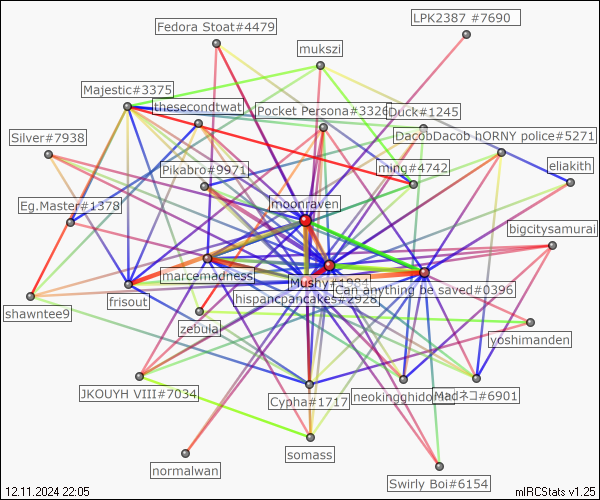 LPK2387 #7690
Fedora Stoat#4479
mukszi
Majestic#3375
thesecondtwat
Pocket Persona#3326
Duck#1245
Silver#7938
DacobDacob hORNY police#5271
Pikabro#9971
ming#4742
eliakith
Eg.Master#1378
moonraven
bigcitysamurai
marcemadness
Mushy#1984
Can anything be saved#0396
frisout
hispancpancakes#2928
shawntee9
zebula
yoshimanden
JKOUYH VIII#7034
Cypha#1717
neokingghidorah
Madネコ#6901
somass
normalwan
Swirly Boi#6154
12.11.2024 22:05
mIRCStats v1.25